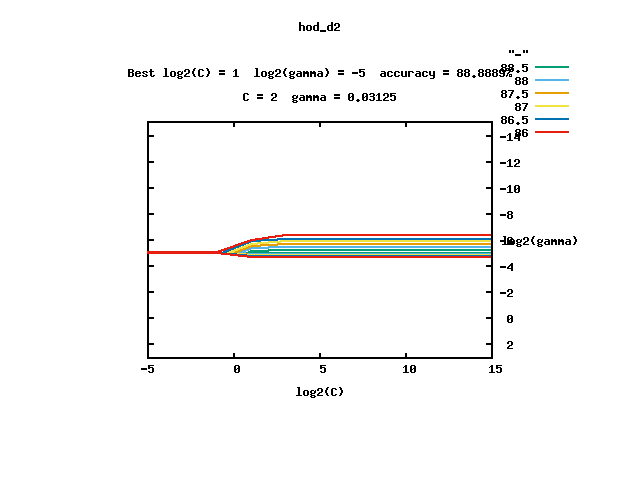 hod_d2
"-"
Best log2(C) = 1 log2(gamma) = -5 accuracy = 88.8889%
88.5
88
87.5
C = 2 gamma = 0.03125
87
86.5
86
-14
-12
-10
-8
-6
log2(gamma)
-4
-2
0
2
-5 0 5 10 15
log2(C)